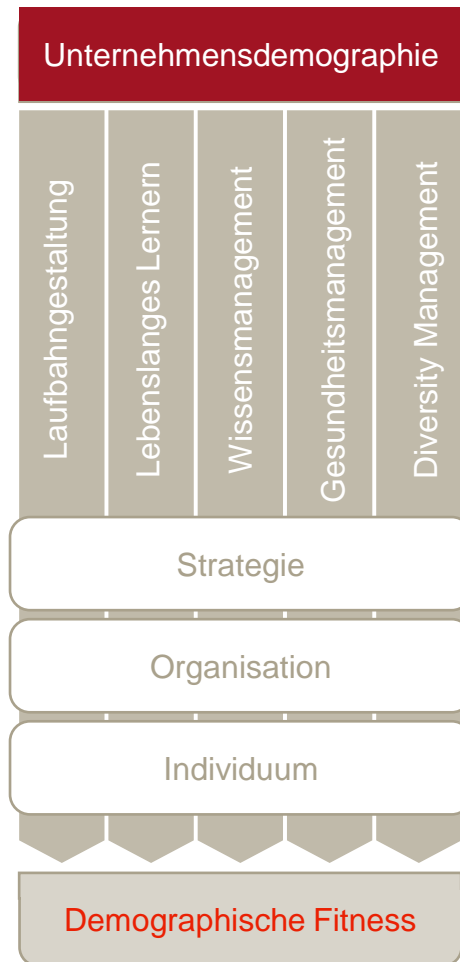 Unternehmensdemographie
Laufbahngestaltung
Lebenslanges Lernern
Wissensmanagement
Gesundheitsmanagement
Diversity Management
Strategie
Organisation
Individuum
Demographische Fitness